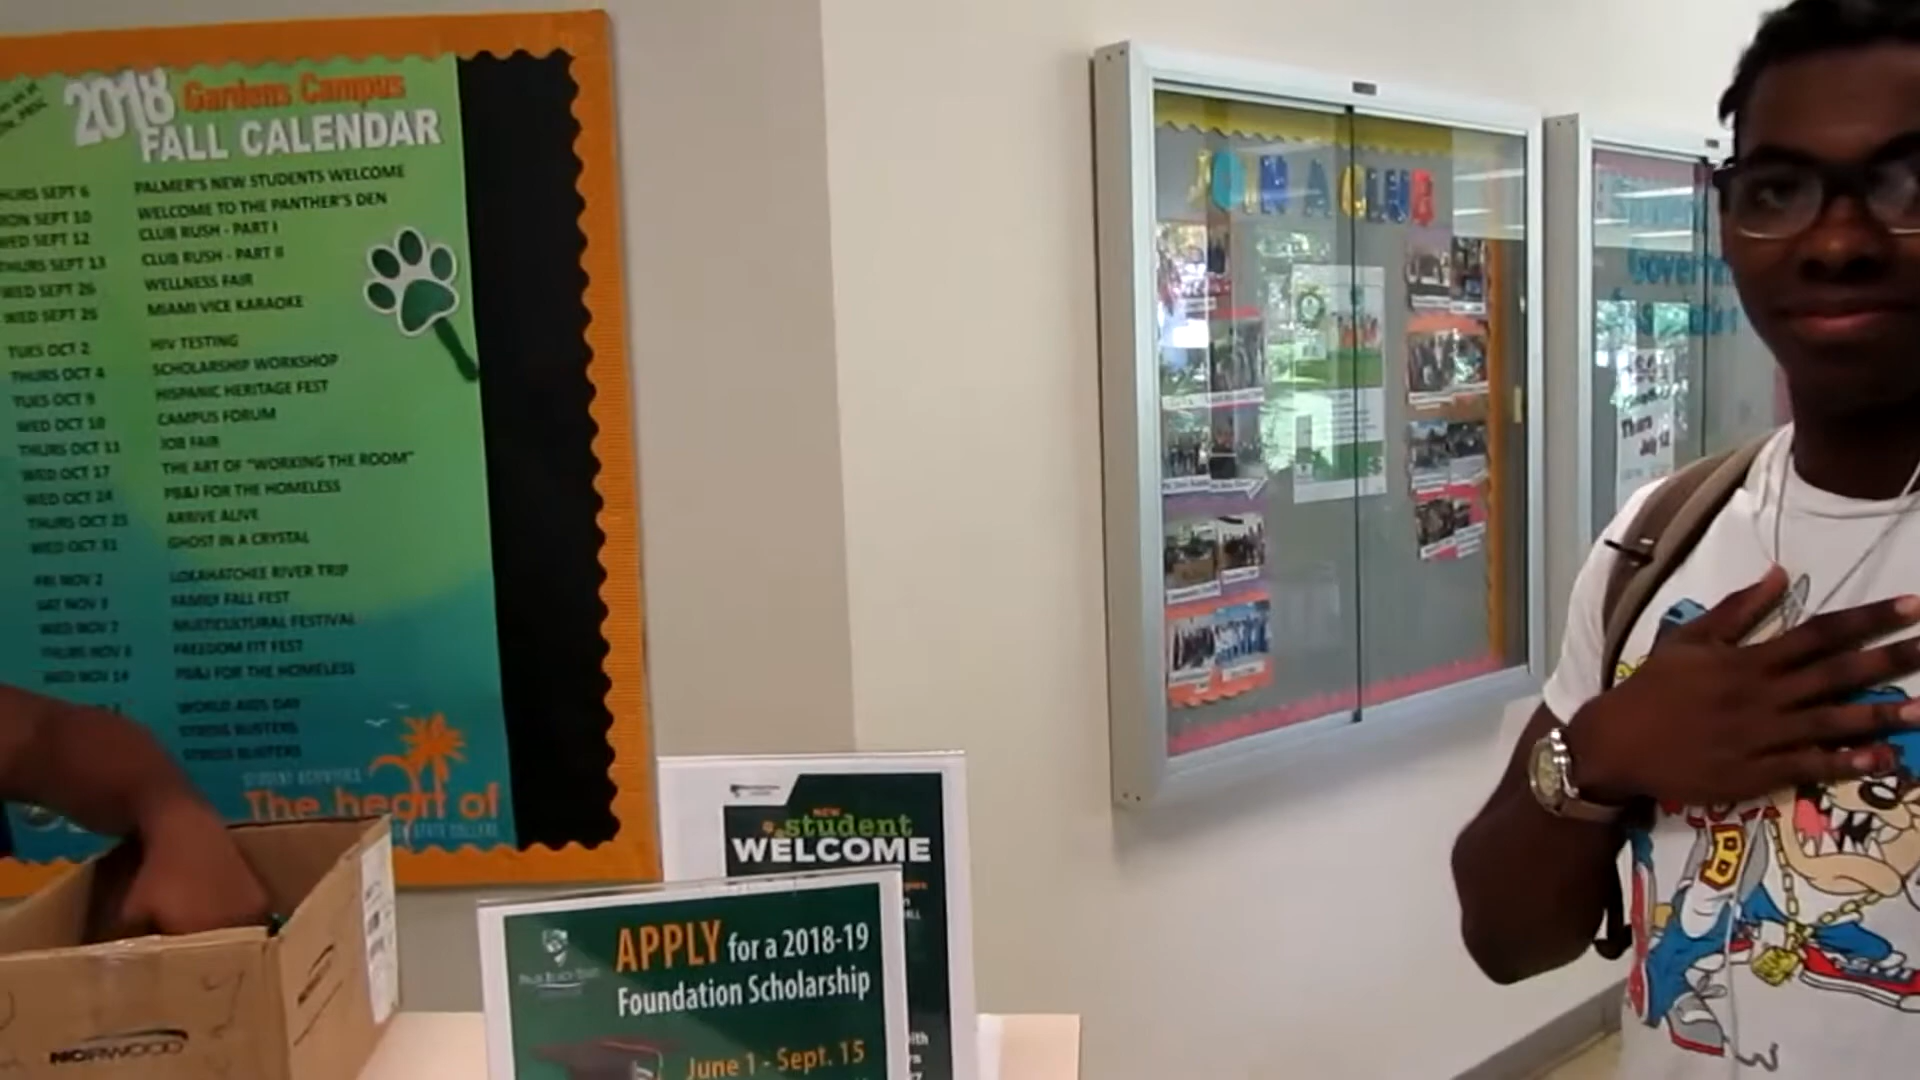 2018 Gardens Campus
FALL CALENDAR
THURS SEPT 6 PALMER'S NEW STUDENTS WELCOME
MON SEPT 10 WELCOME TO THE PANTHER'S DEN
WED SEPT 12 CLUB RUSH - PART I
THURS SEPT 13 CLUB RUSH - PART II
WED SEPT 26 WELLNESS FAIR
WED SEPT 26 MIAMI VICE KARAOKE
TUES OCT 2 HIV TESTING
THURS OCT 4 SCHOLARSHIP WORKSHOP
TUES OCT 9 HISPANIC HERITAGE FEST
WED OCT 10 CAMPUS FORUM
THURS OCT 11 JOB FAIR
WED OCT 17 THE ART OF "WORKING THE ROOM"
WED OCT 24 PB&J FOR THE HOMELESS
THURS OCT 25 ARRIVE ALIVE
WED OCT 31 GHOST IN A CRYSTAL
FRI NOV 2 LOXAHATCHEE RIVER TRIP
SAT NOV 3 FAMILY FALL FEST
WED NOV 7 MULTICULTURAL FESTIVAL
THURS NOV 8 FREEDOM FIT FEST
WED NOV 14 PB&J FOR THE HOMELESS
WORLD AIDS DAY
STRESS BUSTERS
STRESS BUSTERS
STUDENT ACTIVITIES
The heart of
STATE COLLEGE
JOIN A CLUB
Thurs
July 12
NEW
student
WELCOME
PALM BEACH STATE
APPLY for a 2018-19
Foundation Scholarship
June 1 - Sept. 15
NORWOOD
B